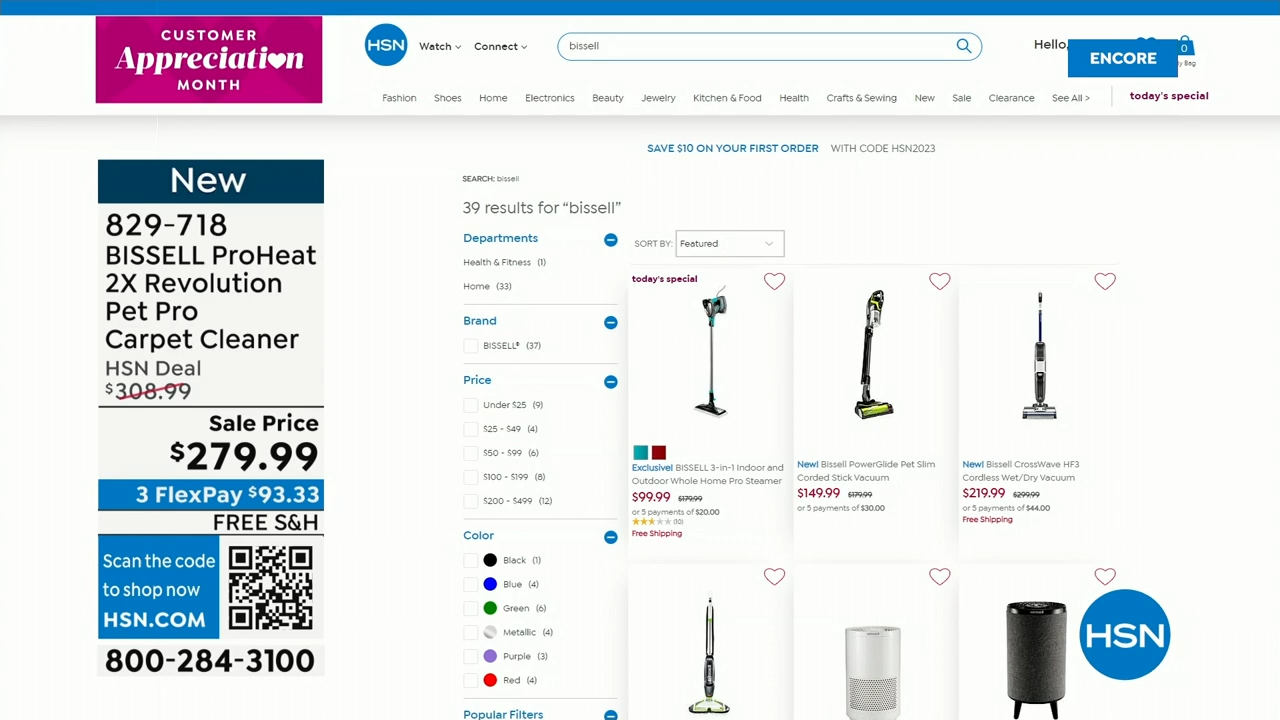 CUSTOMER
Appreciation
MONTH
HSN
Watch
Connect
bissell
Hello,
0
y Bag
ENCORE
Fashion
Shoes
Home
Electronics
Beauty
Jewelry
Kitchen & Food
Health
Crafts & Sewing
New
Sale
Clearance
See All >
today's special
SAVE $10 ON YOUR FIRST ORDER WITH CODE HSN2023
New
829-718
BISSELL ProHeat
2X Revolution
Pet Pro
Carpet Cleaner
HSN Deal
$308.99
Sale Price
$279.99
3 FlexPay $93.33
FREE S&H
Scan the code
to shop now
HSN.COM
800-284-3100
SEARCH: bissell
39 results for “bissell”
Departments
Health & Fitness (1)
Home (33)
Brand
BISSELL® (37)
Price
Under $25 (9)
$25 - $49 (4)
$50 - $99 (6)
$100 - $199 (8)
$200 - $499 (12)
Color
Black (1)
Blue (4)
Green (6)
Metallic (4)
Purple (3)
Red (4)
Popular Filters
SORT BY: Featured
today's special
Exclusive! BISSELL 3-in-1 Indoor and
Outdoor Whole Home Pro Steamer
$99.99 $179.99
or 5 payments of $20.00
(10)
Free Shipping
New! Bissell PowerGlide Pet Slim
Corded Stick Vacuum
$149.99 $179.99
or 5 payments of $30.00
New! Bissell CrossWave HF3
Cordless Wet/Dry Vacuum
$219.99 $299.99
or 5 payments of $44.00
Free Shipping
HSN